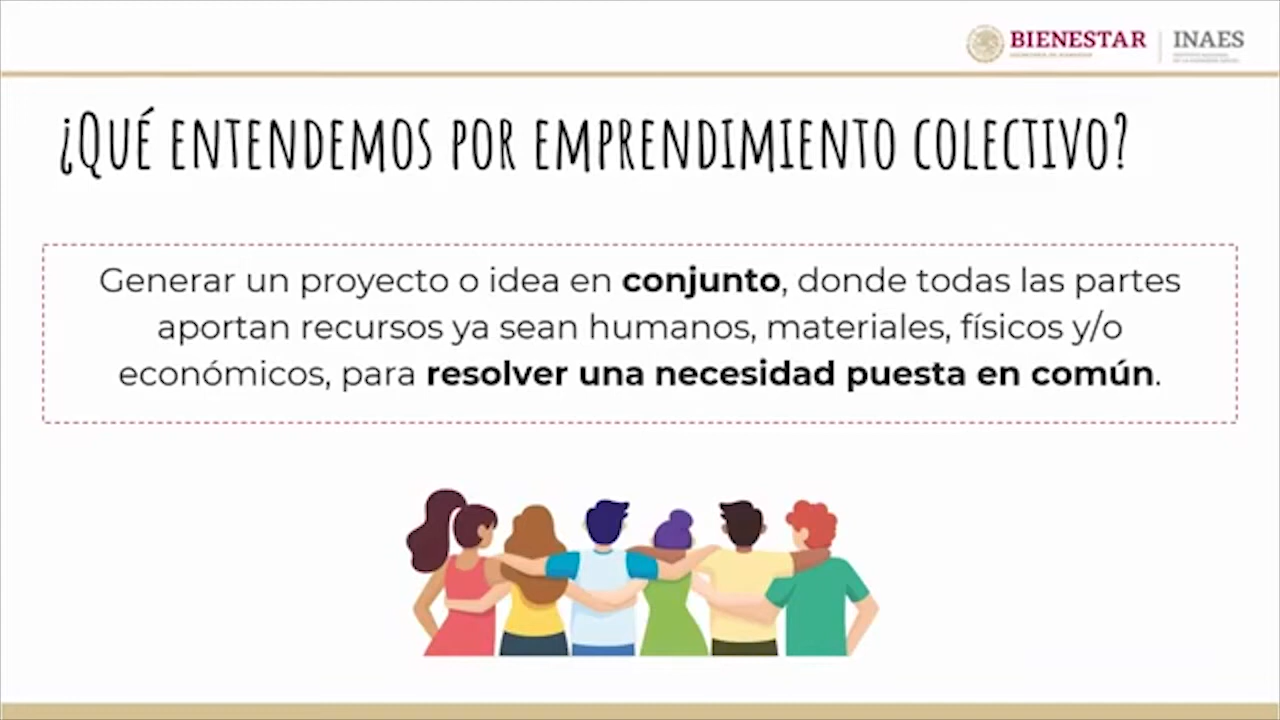 BIENESTAR
INAES
¿QUÉ ENTENDEMOS POR EMPRENDIMIENTO COLECTIVO?
Generar un proyecto o idea en conjunto, donde todas las partes
aportan recursos ya sean humanos, materiales, físicos y/o
económicos, para resolver una necesidad puesta en común.